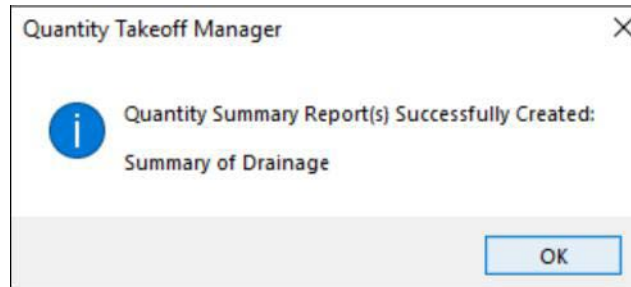 Quantity Takeoff Manager
Quantity Summary Report(s) Successfully Created:
Summary of Drainage
OK